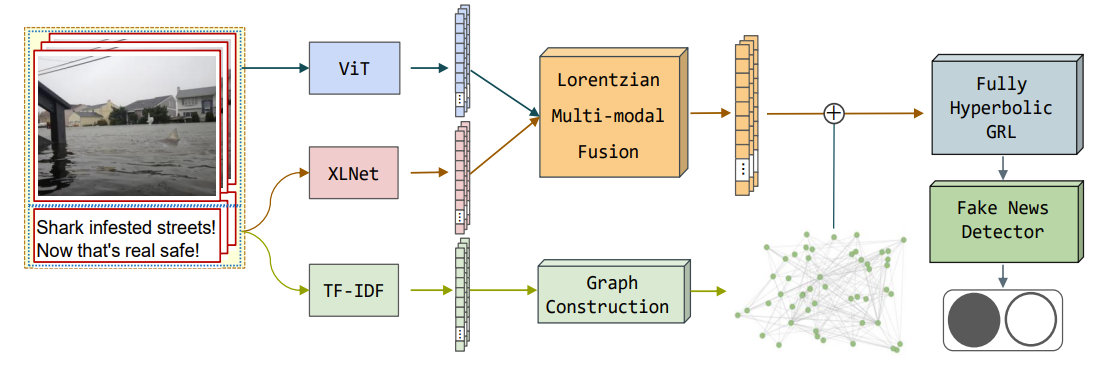 ViT
Lorentzian
Multi-modal
Fusion
Fully
Hyperbolic
GRL
XLNet
Shark infested streets!
Now that's real safe!
Fake News
Detector
TF-IDF
Graph
Construction